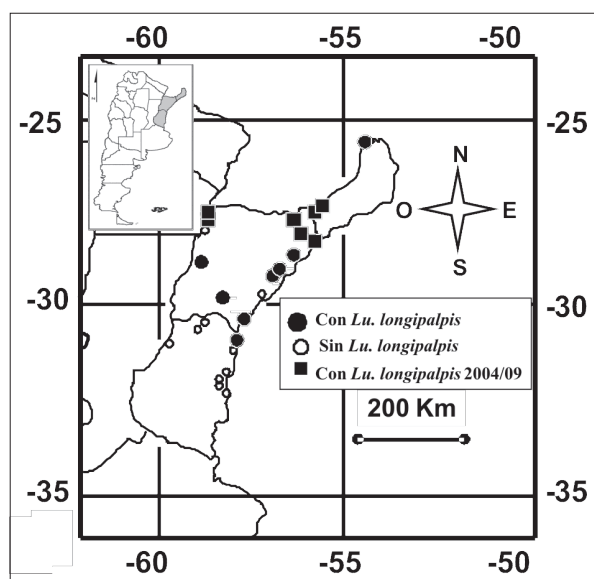 -60 -55 -50
-25 -25
N
O E
S
-30 -30
Con Lu. longipalpis
Sin Lu. longipalpis
Con Lu. longipalpis 2004/09
200 Km
-35 -35
-60 -55 -50